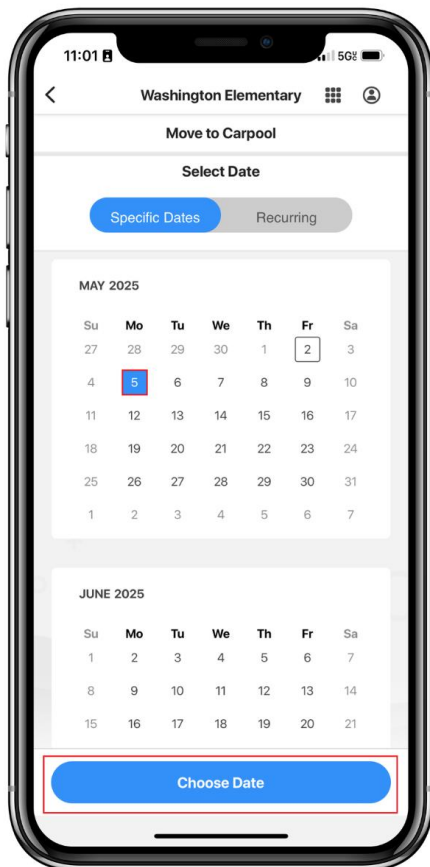 11:01 5G
Washington Elementary
Move to Carpool
Select Date
Specific Dates Recurring
MAY 2025
Su Mo Tu We Th Fr Sa
27 28 29 30 1 2 3
4 5 6 7 8 9 10
11 12 13 14 15 16 17
18 19 20 21 22 23 24
25 26 27 28 29 30 31
1 2 3 4 5 6 7
JUNE 2025
Su Mo Tu We Th Fr Sa
1 2 3 4 5 6 7
8 9 10 11 12 13 14
15 16 17 18 19 20 21
Choose Date